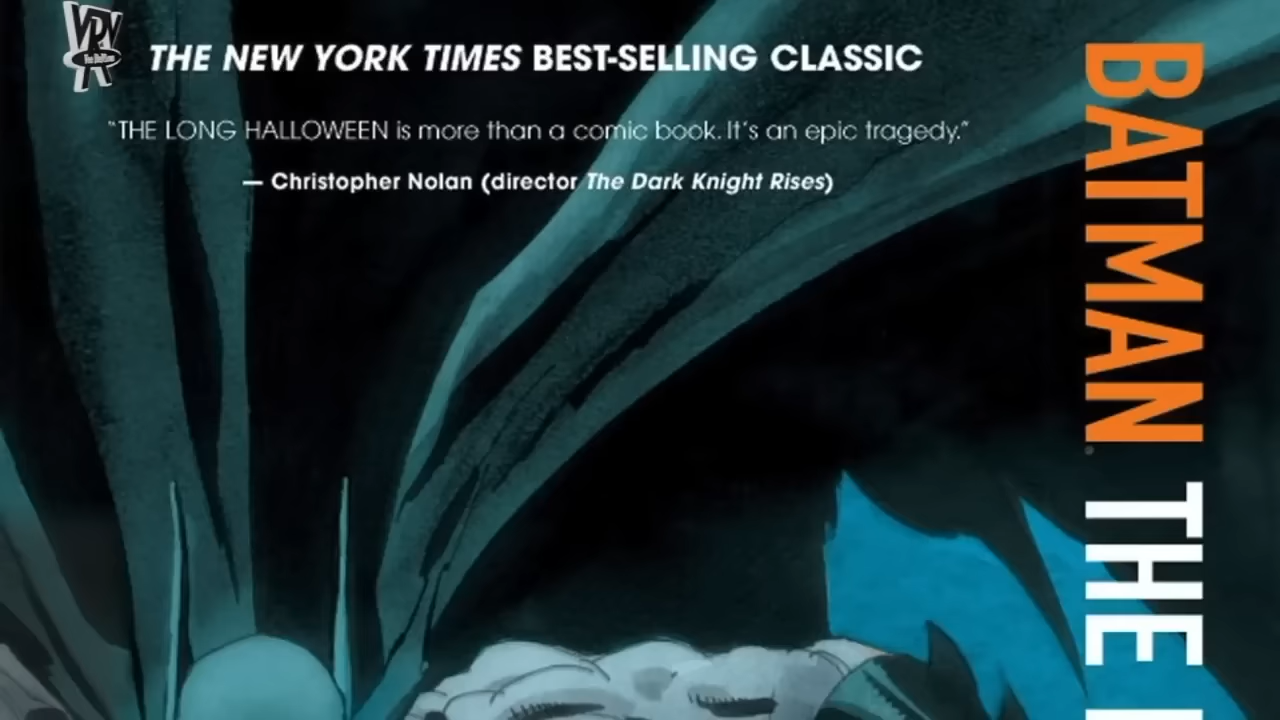 THE NEW YORK TIMES BEST-SELLING CLASSIC
"THE LONG HALLOWEEN is more than a comic book. It's an epic tragedy."
— Christopher Nolan (director The Dark Knight Rises)
BATMAN THE